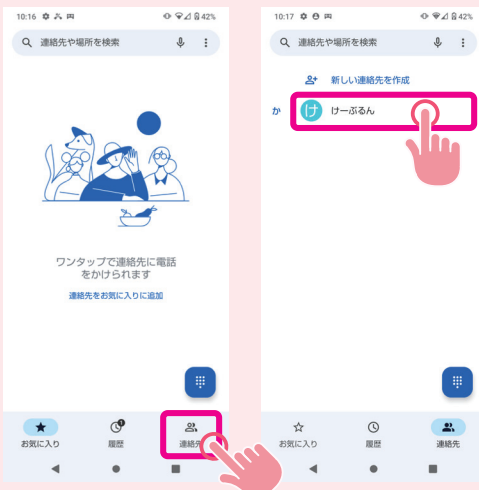 10:16
42%
連絡先や場所を検索
ワンタップで連絡先に電話
をかけられます
連絡先をお気に入りに追加
お気に入り
履歴
連絡先
10:17
42%
連絡先や場所を検索
新しい連絡先を作成
か
け
けーぶるん
お気に入り
履歴
連絡先